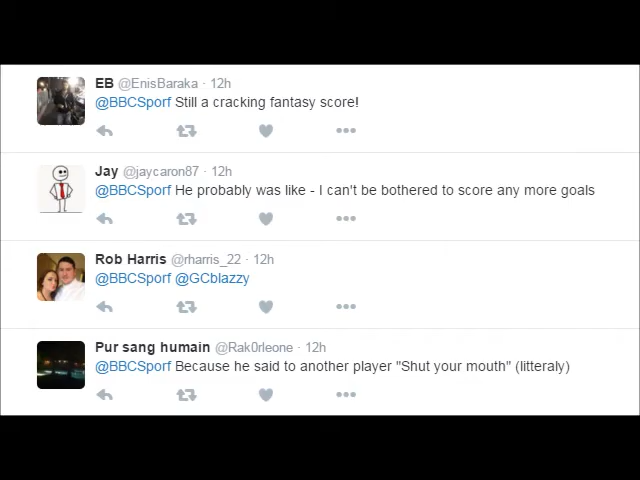 EB @EnisBaraka · 12h
@BBCSporf Still a cracking fantasy score!
Jay @jaycaron87 · 12h
@BBCSporf He probably was like - I can't be bothered to score any more goals
Rob Harris @rharris_22 · 12h
@BBCSporf @GCblazzy
Pur sang humain @Rak0rleone · 12h
@BBCSporf Because he said to another player "Shut your mouth" (litteraly)